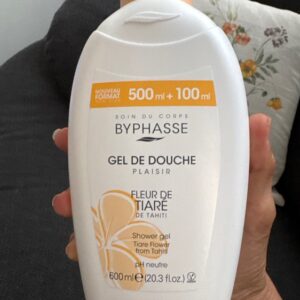 NOUVEAU
FORMAT
500 ml + 100 ml
SOIN DU CORPS
BYPHASSE
GEL DE DOUCHE
PLAISIR
FLEUR DE
TIARÉ
DE TAHITI
Shower gel
Tiare Flower
from Tahiti
pH neutre
600 ml e (20.3 fl.oz.)